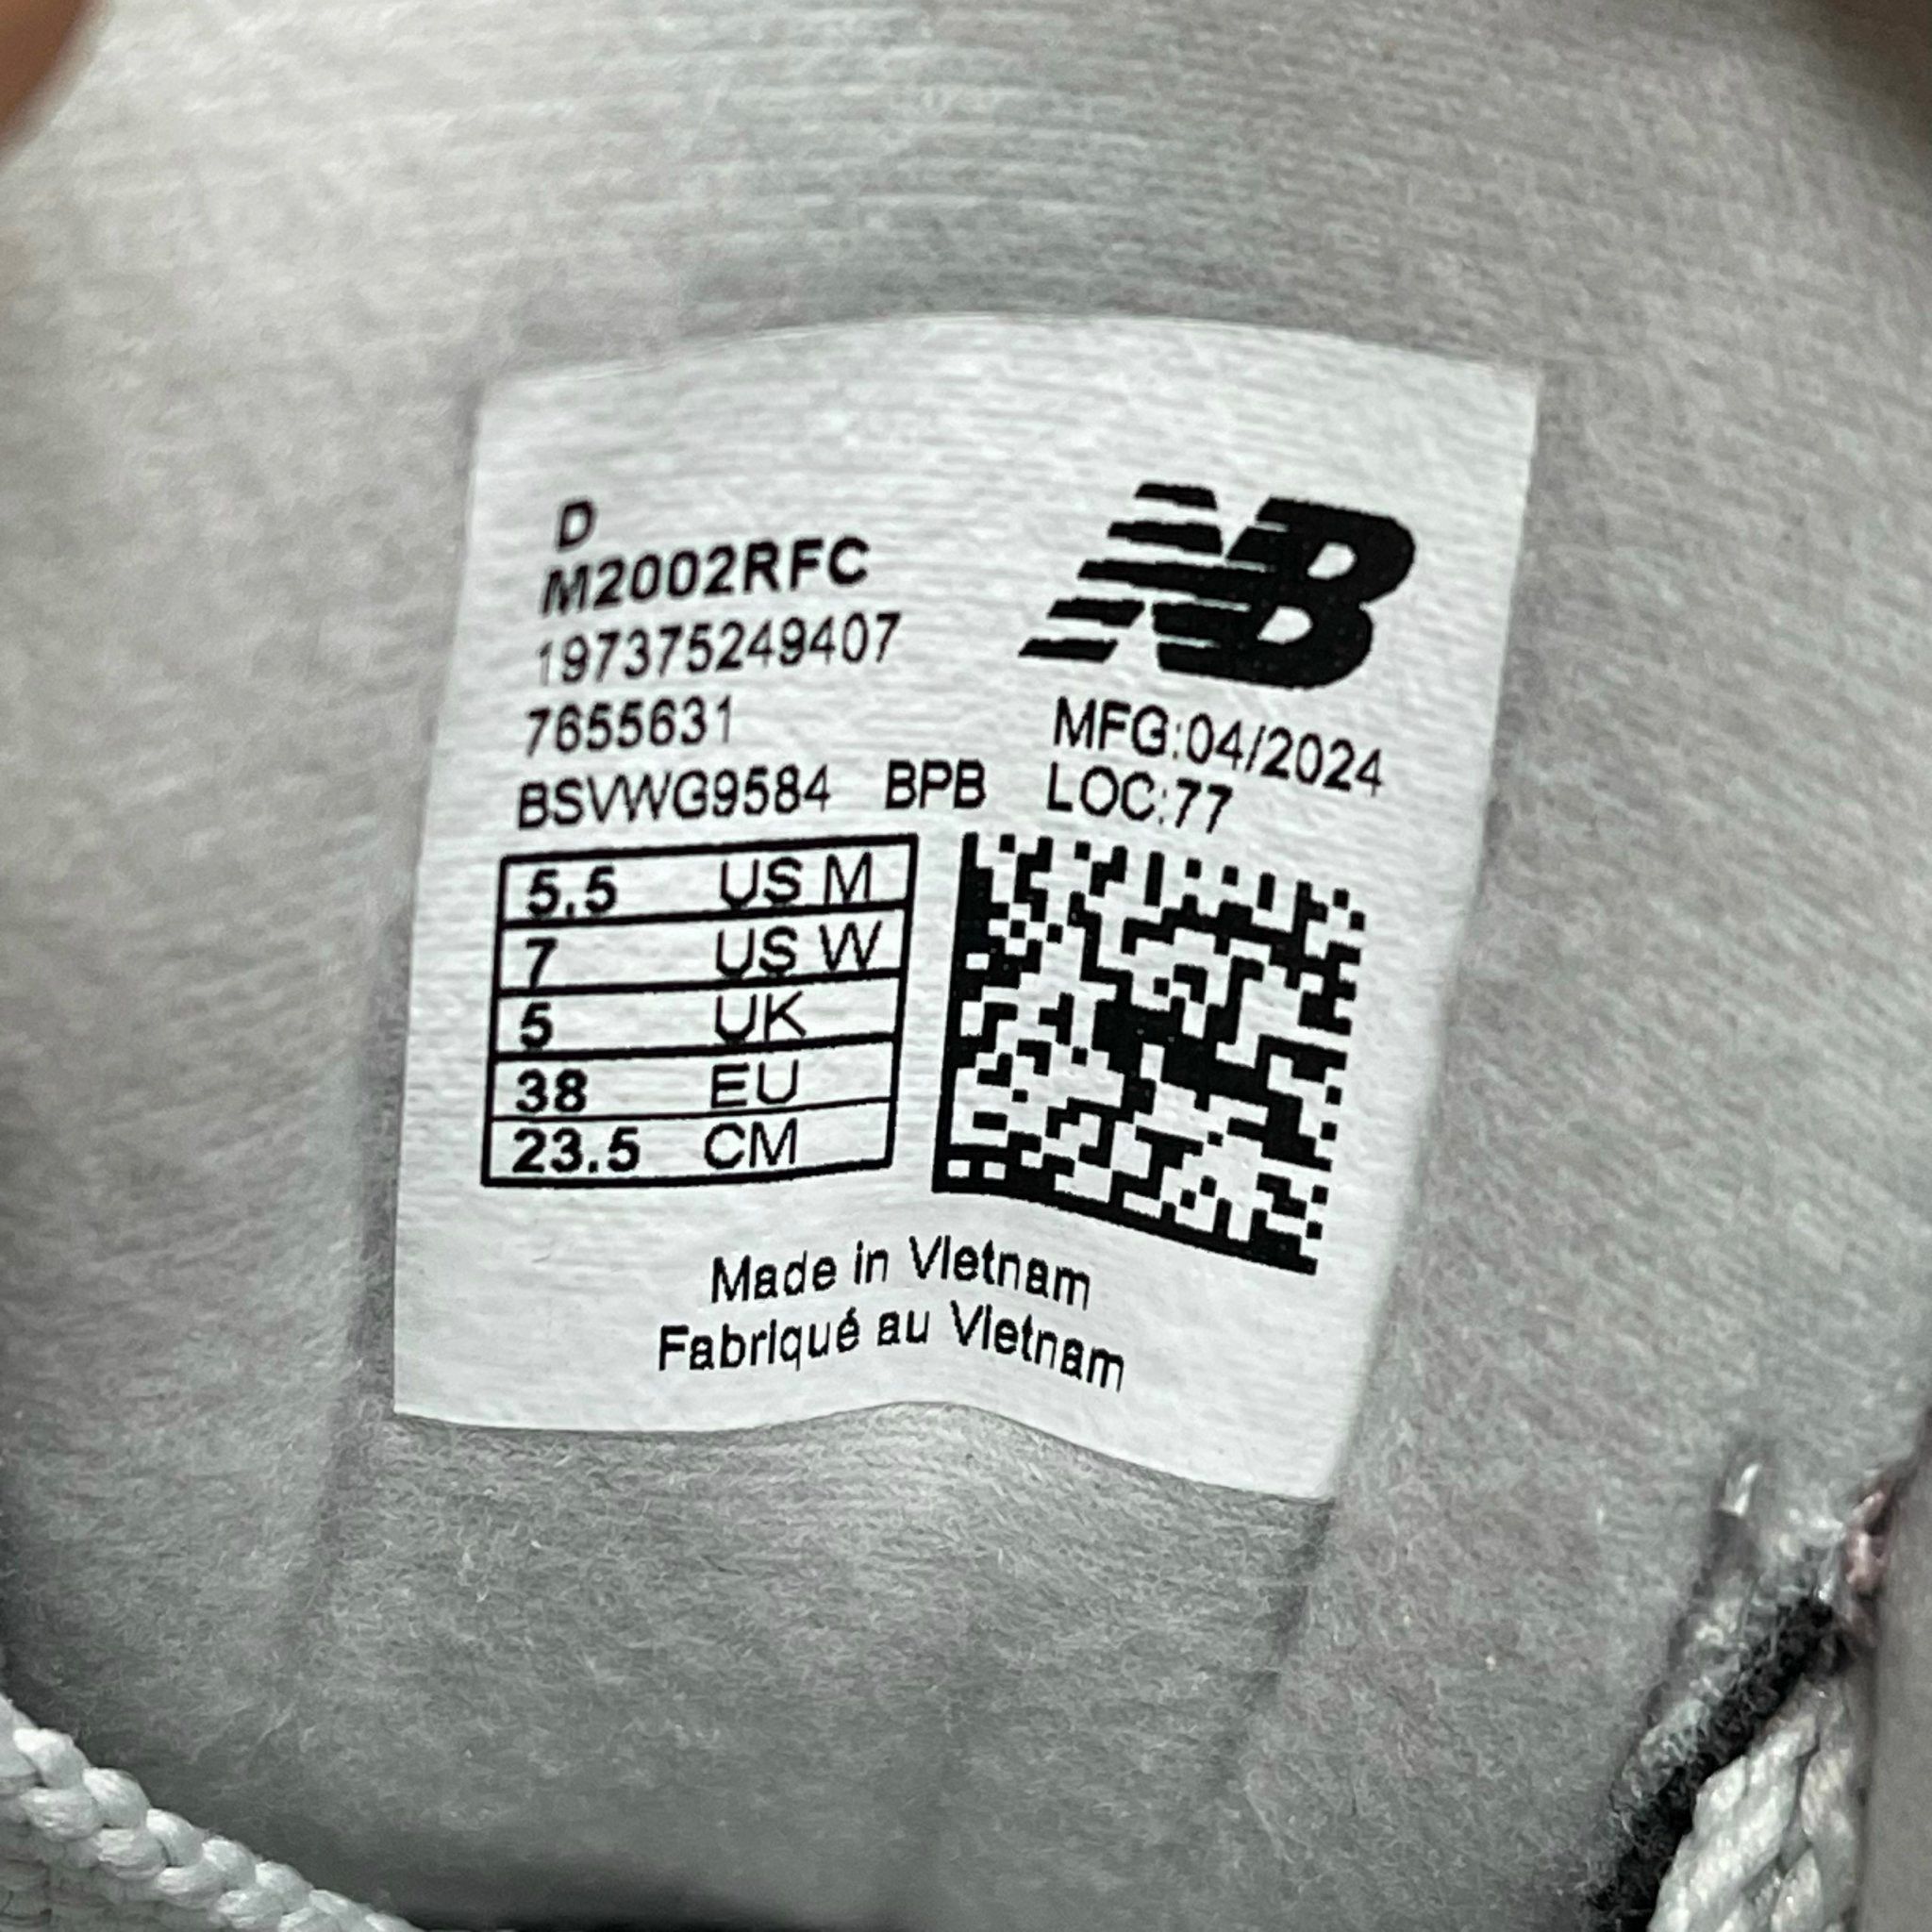 D
M2002RFC
197375249407
7655631
BSVWG9584 BPB
NB
MFG:04/2024
LOC:77
5.5 US M
7 US W
5 UK
38 EU
23.5 CM
Made in Vietnam
Fabriqué au Vietnam